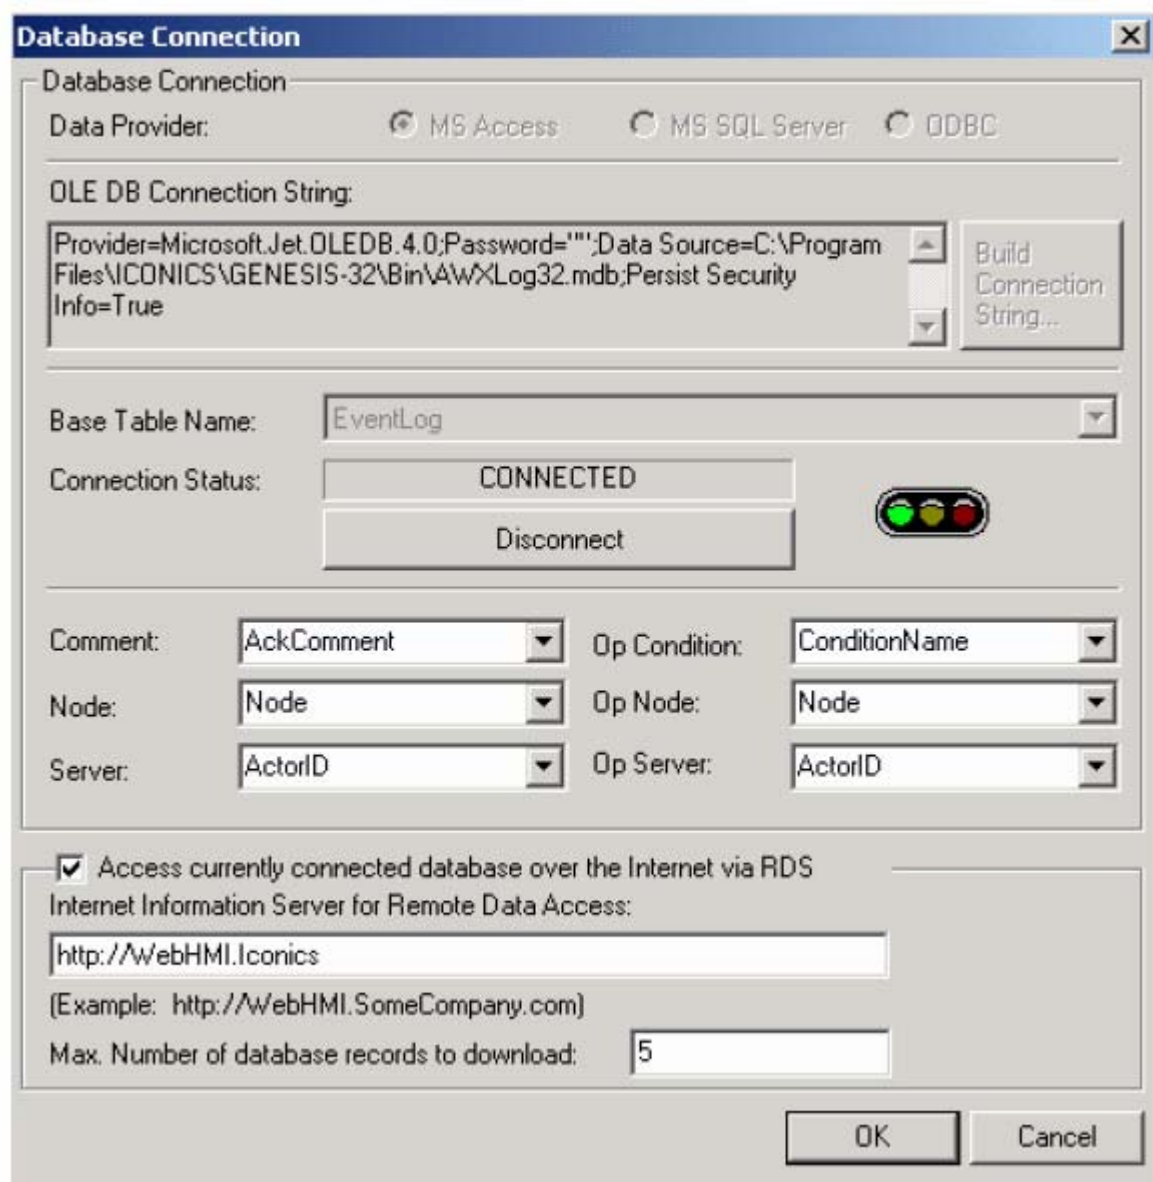 Database Connection
Database Connection
Data Provider:
MS Access
MS SQL Server
ODBC
OLE DB Connection String:
Provider=Microsoft.Jet.OLEDB.4.0;Password="";Data Source=C:\Program
Files\ICONICS\GENESIS-32\Bin\AWXLog32.mdb;Persist Security
Info=True
Build
Connection
String...
Base Table Name:
EventLog
Connection Status:
CONNECTED
Disconnect
Comment:
AckComment
Op Condition:
ConditionName
Node:
Node
Op Node:
Node
Server:
ActorID
Op Server:
ActorID
Access currently connected database over the Internet via RDS
Internet Information Server for Remote Data Access:
http://WebHMI.Iconics
(Example: http://WebHMI.SomeCompany.com)
Max. Number of database records to download:
5
OK
Cancel